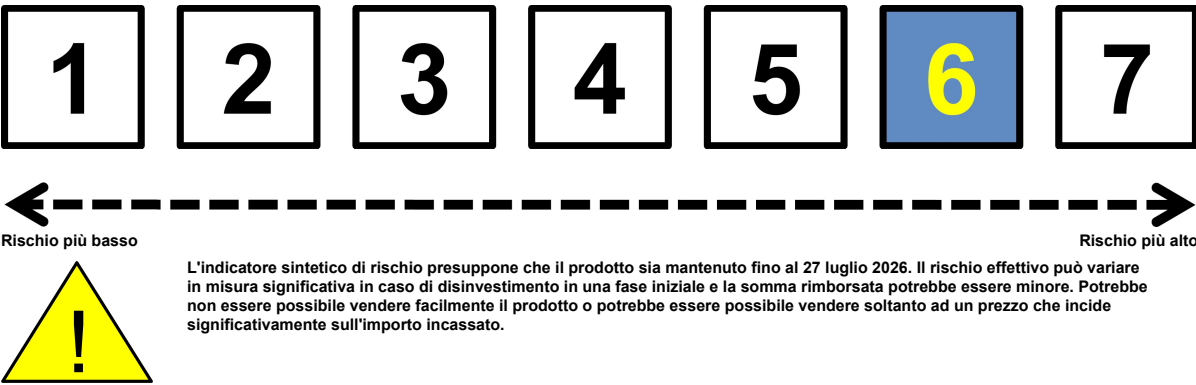 1 2 3 4 5 6 7
Rischio più basso Rischio più alto
L'indicatore sintetico di rischio presuppone che il prodotto sia mantenuto fino al 27 luglio 2026. Il rischio effettivo può variare
in misura significativa in caso di disinvestimento in una fase iniziale e la somma rimborsata potrebbe essere minore. Potrebbe
non essere possibile vendere facilmente il prodotto o potrebbe essere possibile vendere soltanto ad un prezzo che incide
significativamente sull'importo incassato.
!